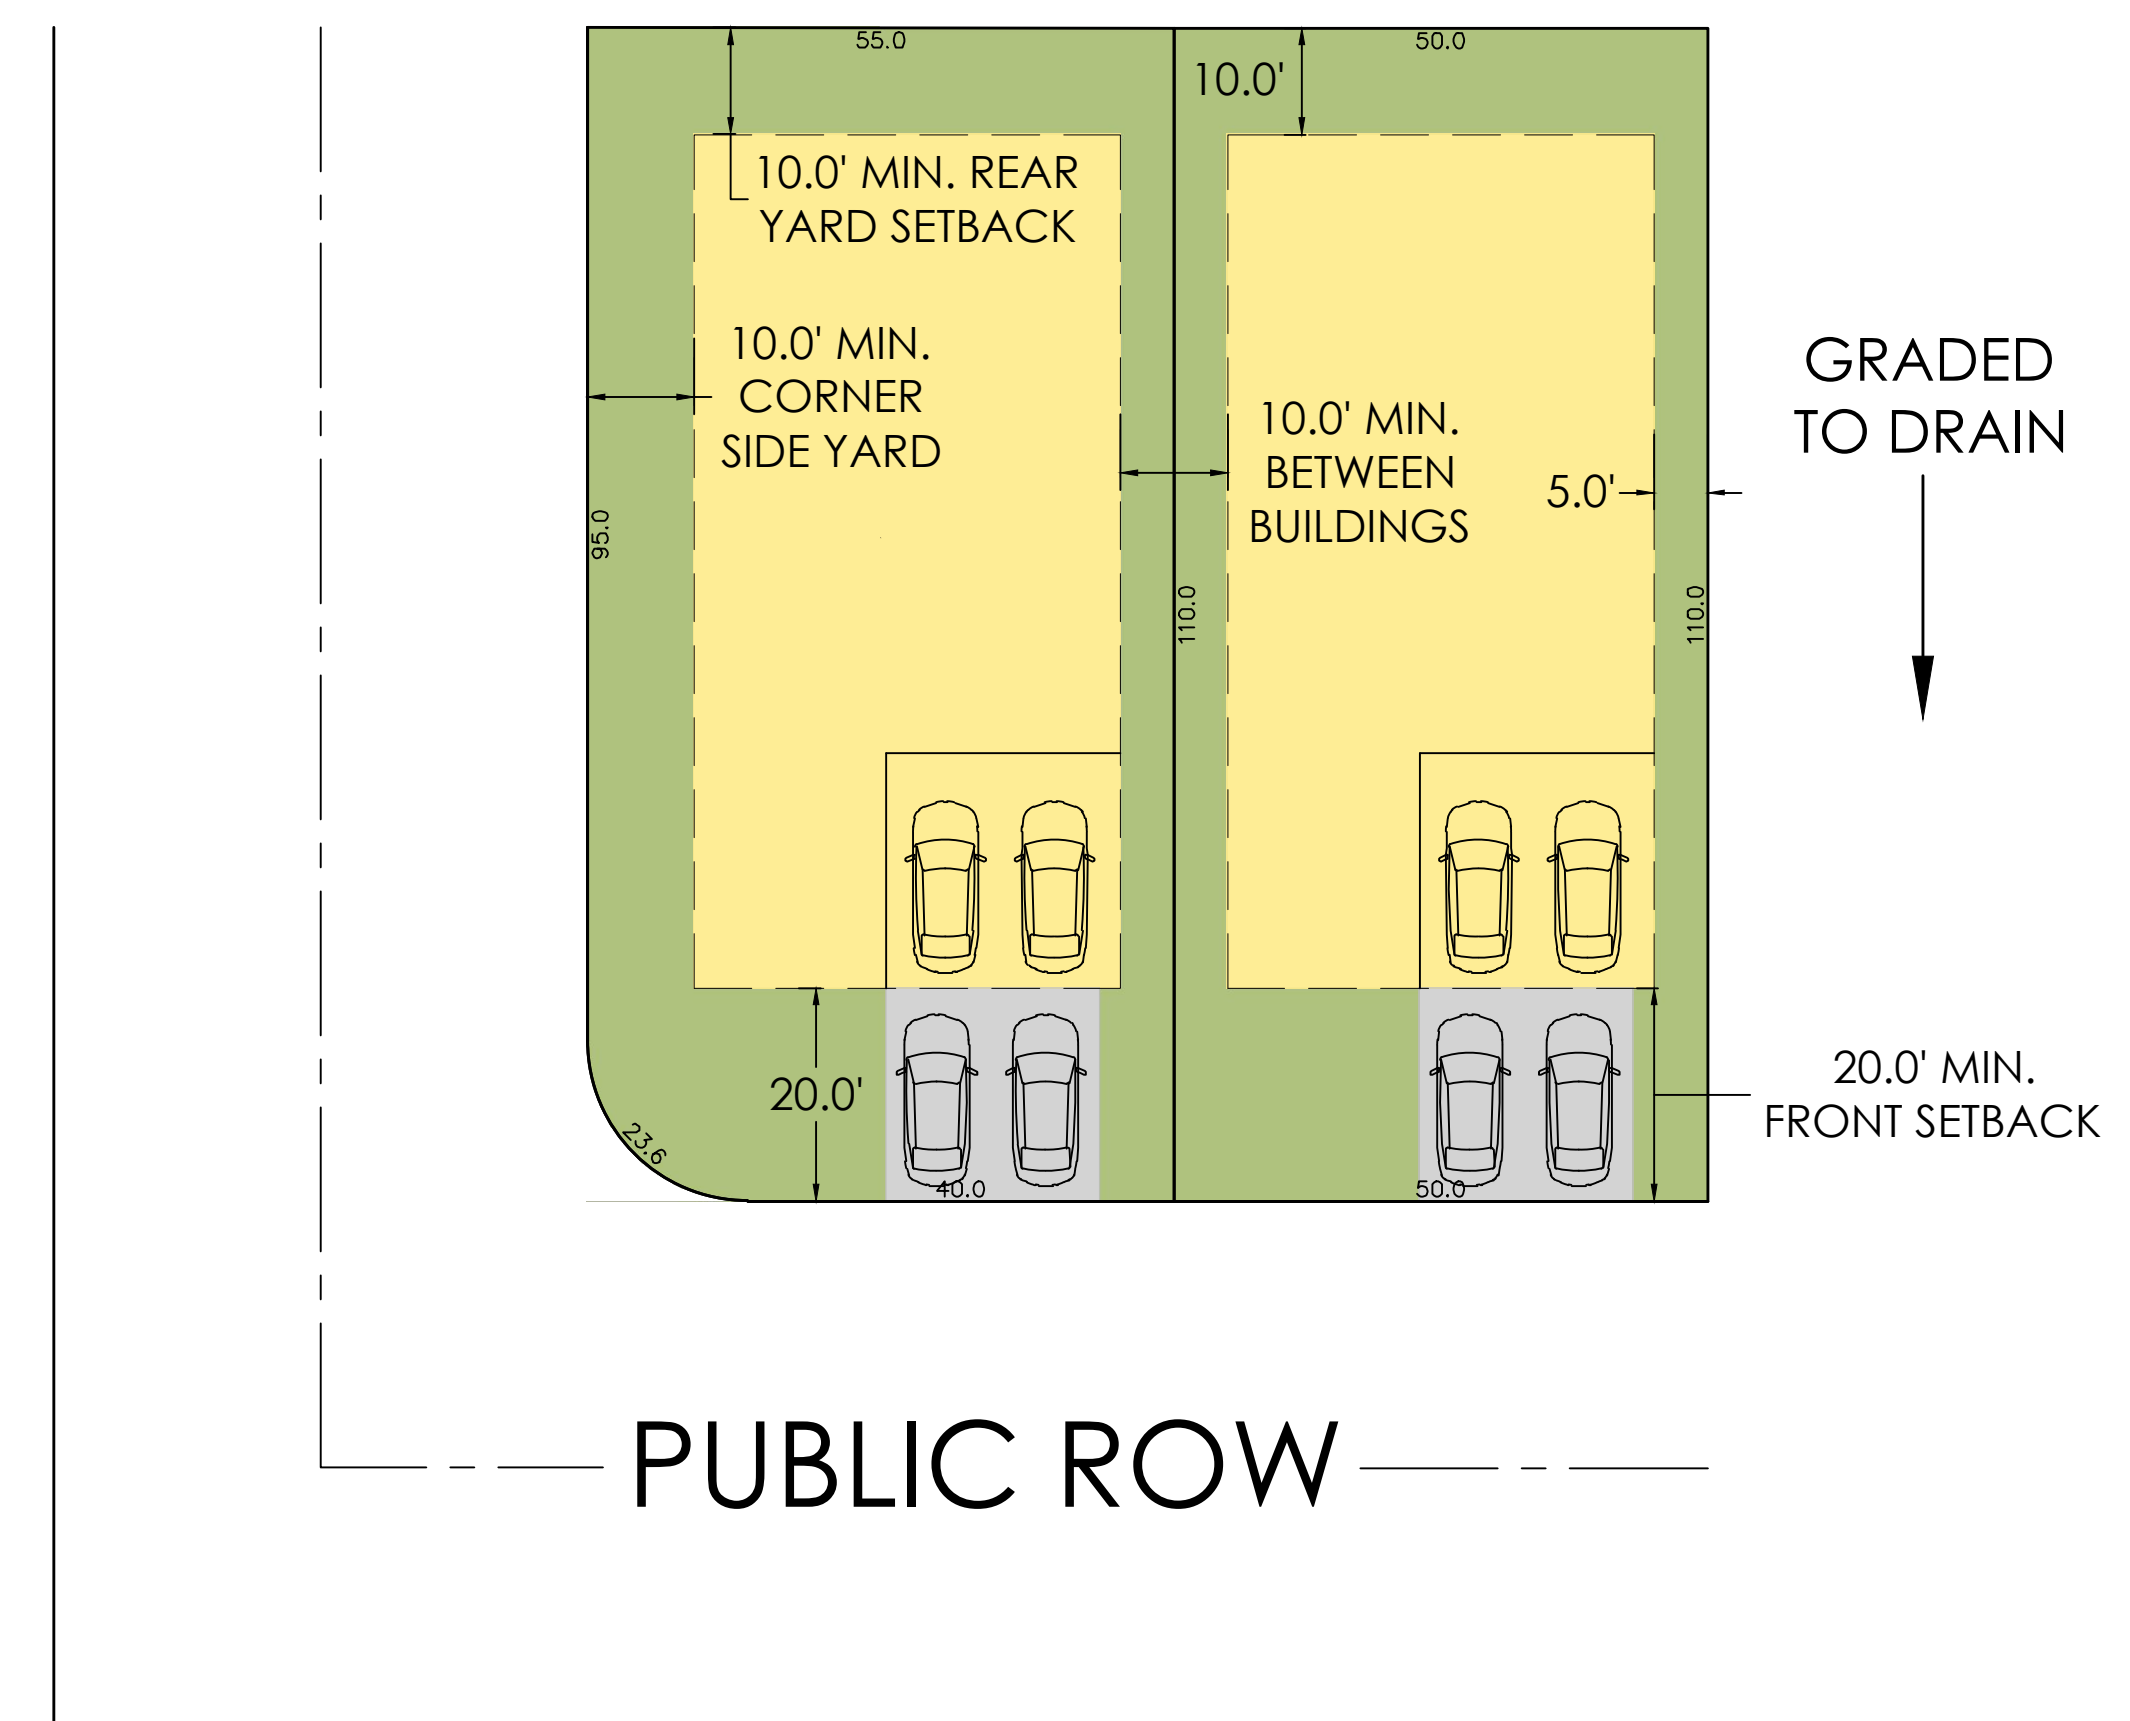 55.0
50.0
10.0'
10.0' MIN. REAR
YARD SETBACK
10.0' MIN.
CORNER
SIDE YARD
10.0' MIN.
BETWEEN
BUILDINGS
5.0'
GRADED
TO DRAIN
95.0
110.0
110.0
20.0'
20.0' MIN.
FRONT SETBACK
23.6
40.0
50.0
PUBLIC ROW